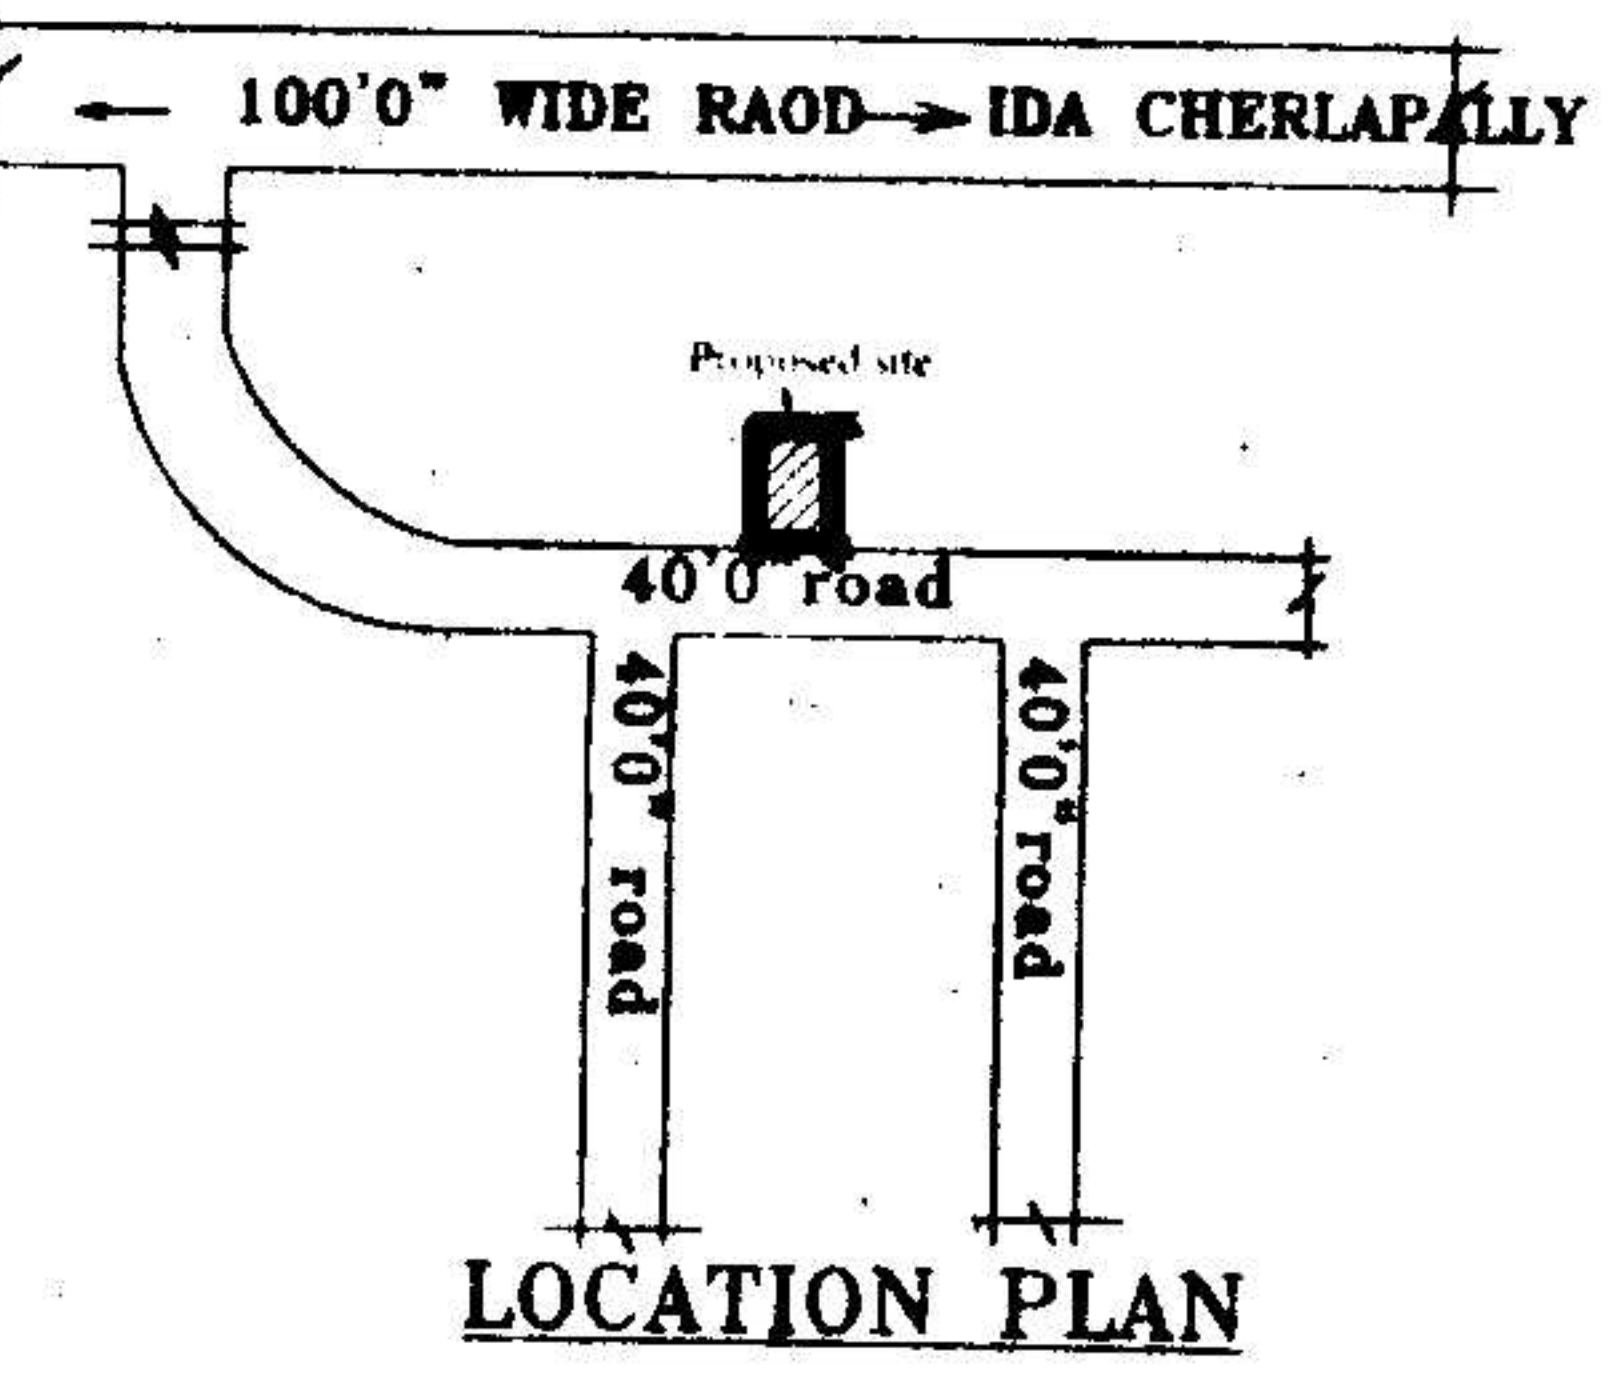 100'0" WIDE RAOD IDA CHERLAPALLY
Proposed site
40'0 road
40'0" road
40'0" road
LOCATION PLAN